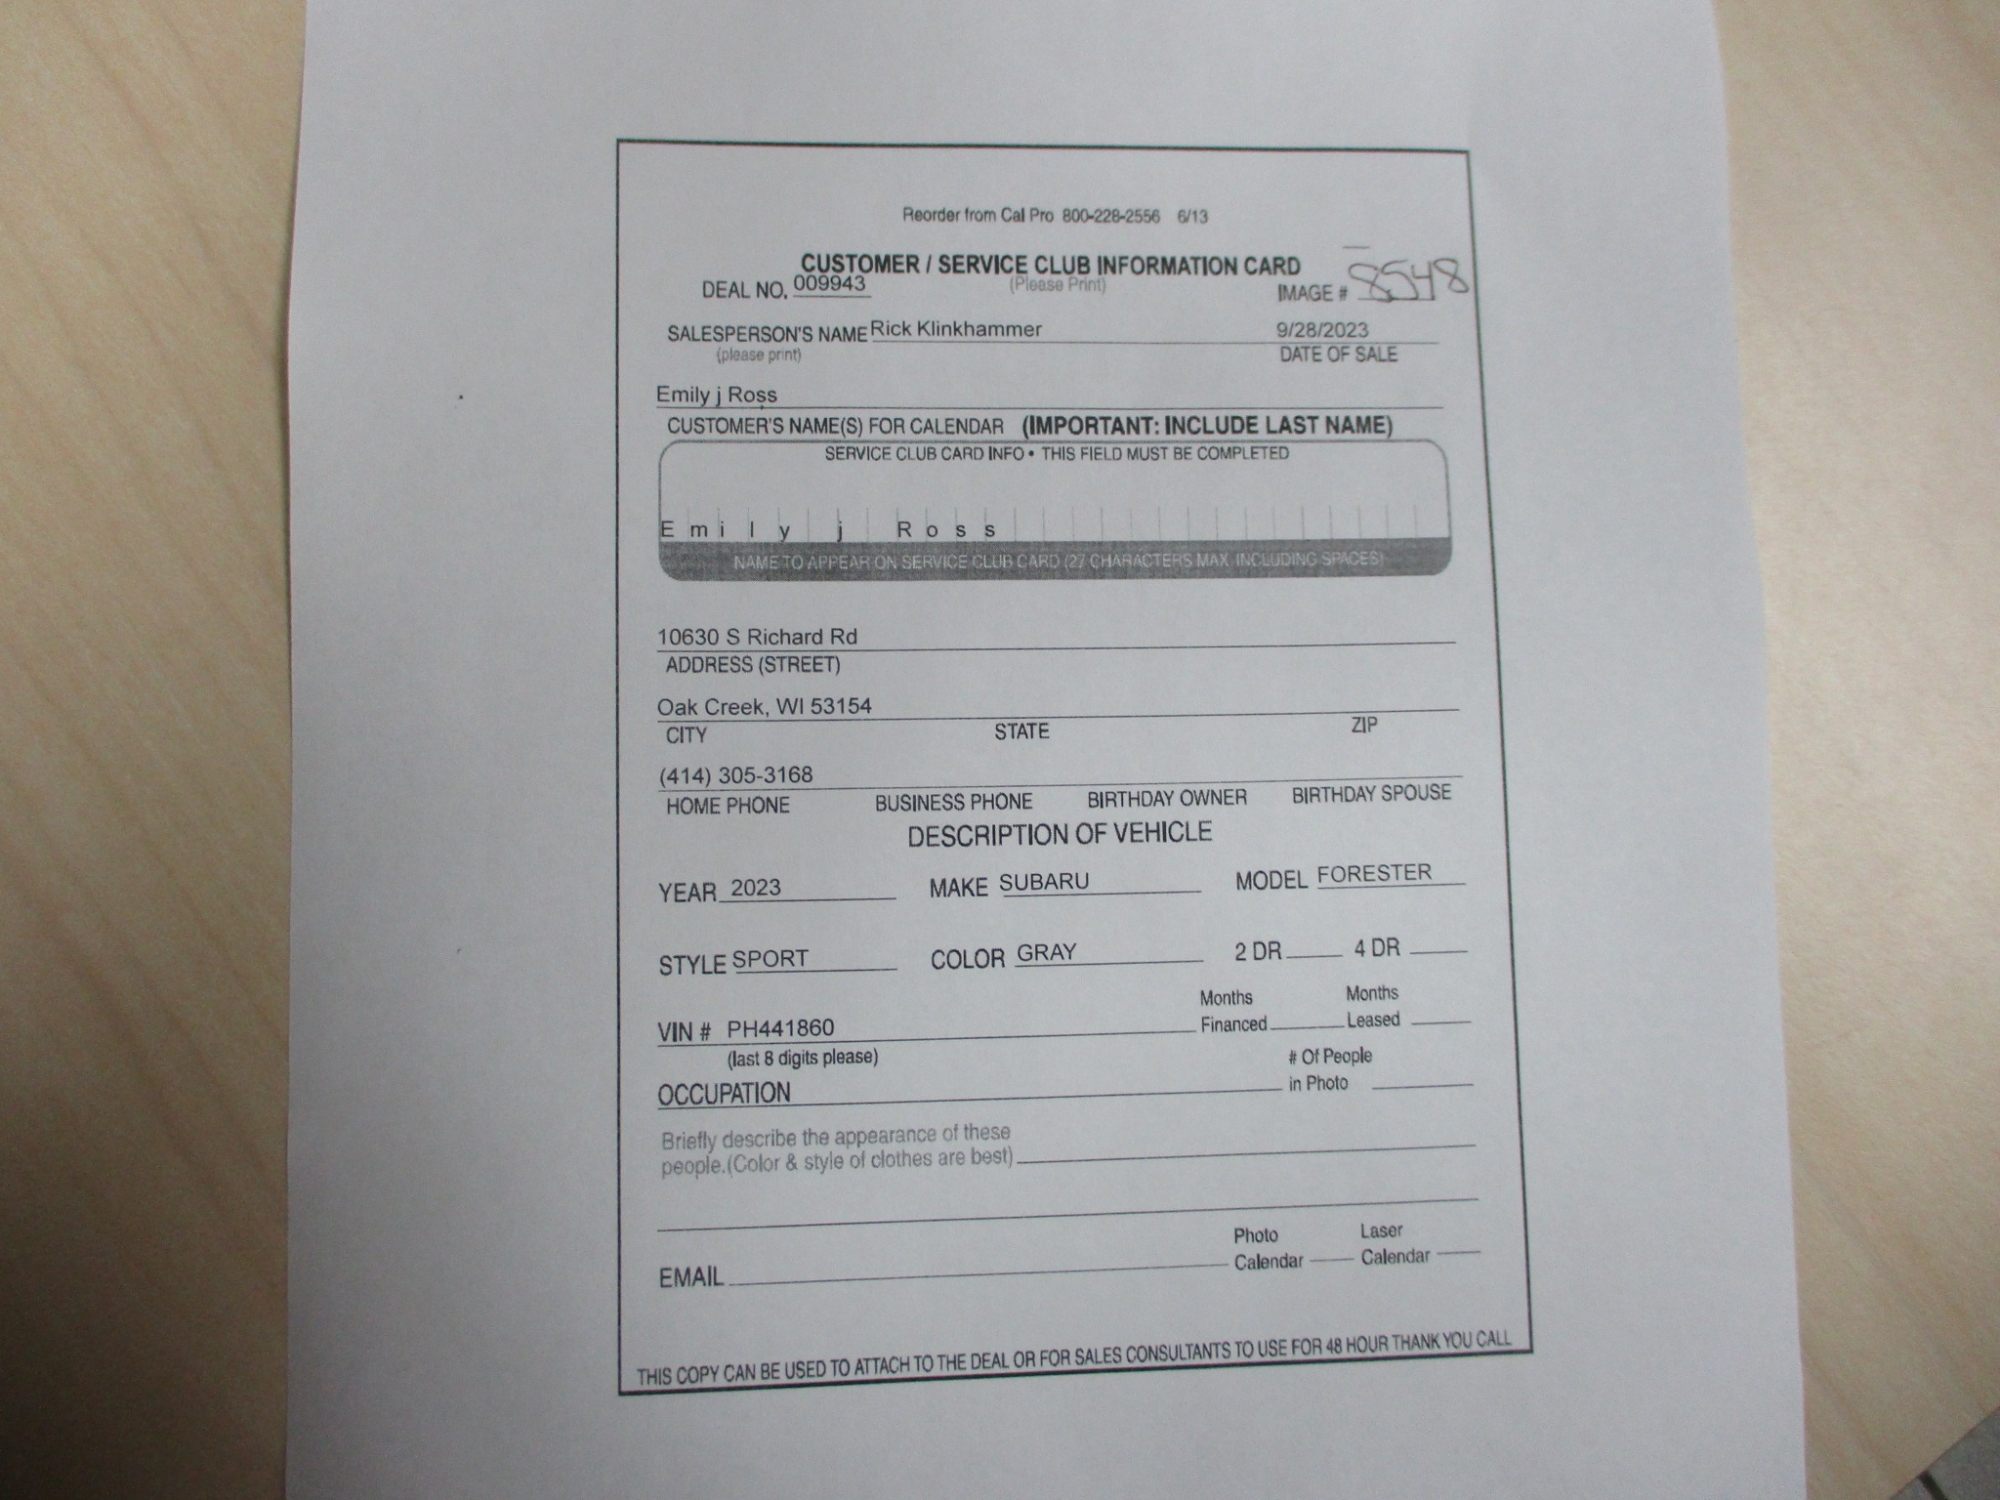 Reorder from Cal Pro 800-228-2556 6/13
CUSTOMER / SERVICE CLUB INFORMATION CARD
(Please Print)
DEAL NO. 009943
IMAGE # 8548
SALESPERSON'S NAME Rick Klinkhammer 9/28/2023
(please print) DATE OF SALE
Emily j Ross
CUSTOMER'S NAME(S) FOR CALENDAR (IMPORTANT: INCLUDE LAST NAME)
SERVICE CLUB CARD INFO • THIS FIELD MUST BE COMPLETED
E m i l y j R o s s
NAME TO APPEAR ON SERVICE CLUB CARD (27 CHARACTERS MAX INCLUDING SPACES)
10630 S Richard Rd
ADDRESS (STREET)
Oak Creek, WI 53154
CITY STATE ZIP
(414) 305-3168
HOME PHONE BUSINESS PHONE BIRTHDAY OWNER BIRTHDAY SPOUSE
DESCRIPTION OF VEHICLE
YEAR 2023 MAKE SUBARU MODEL FORESTER
STYLE SPORT COLOR GRAY 2 DR 4 DR
Months Months
VIN # PH441860 Financed Leased
(last 8 digits please) # Of People
OCCUPATION in Photo
Briefly describe the appearance of these
people.(Color & style of clothes are best)
Photo Laser
EMAIL Calendar Calendar
THIS COPY CAN BE USED TO ATTACH TO THE DEAL OR FOR SALES CONSULTANTS TO USE FOR 48 HOUR THANK YOU CALL